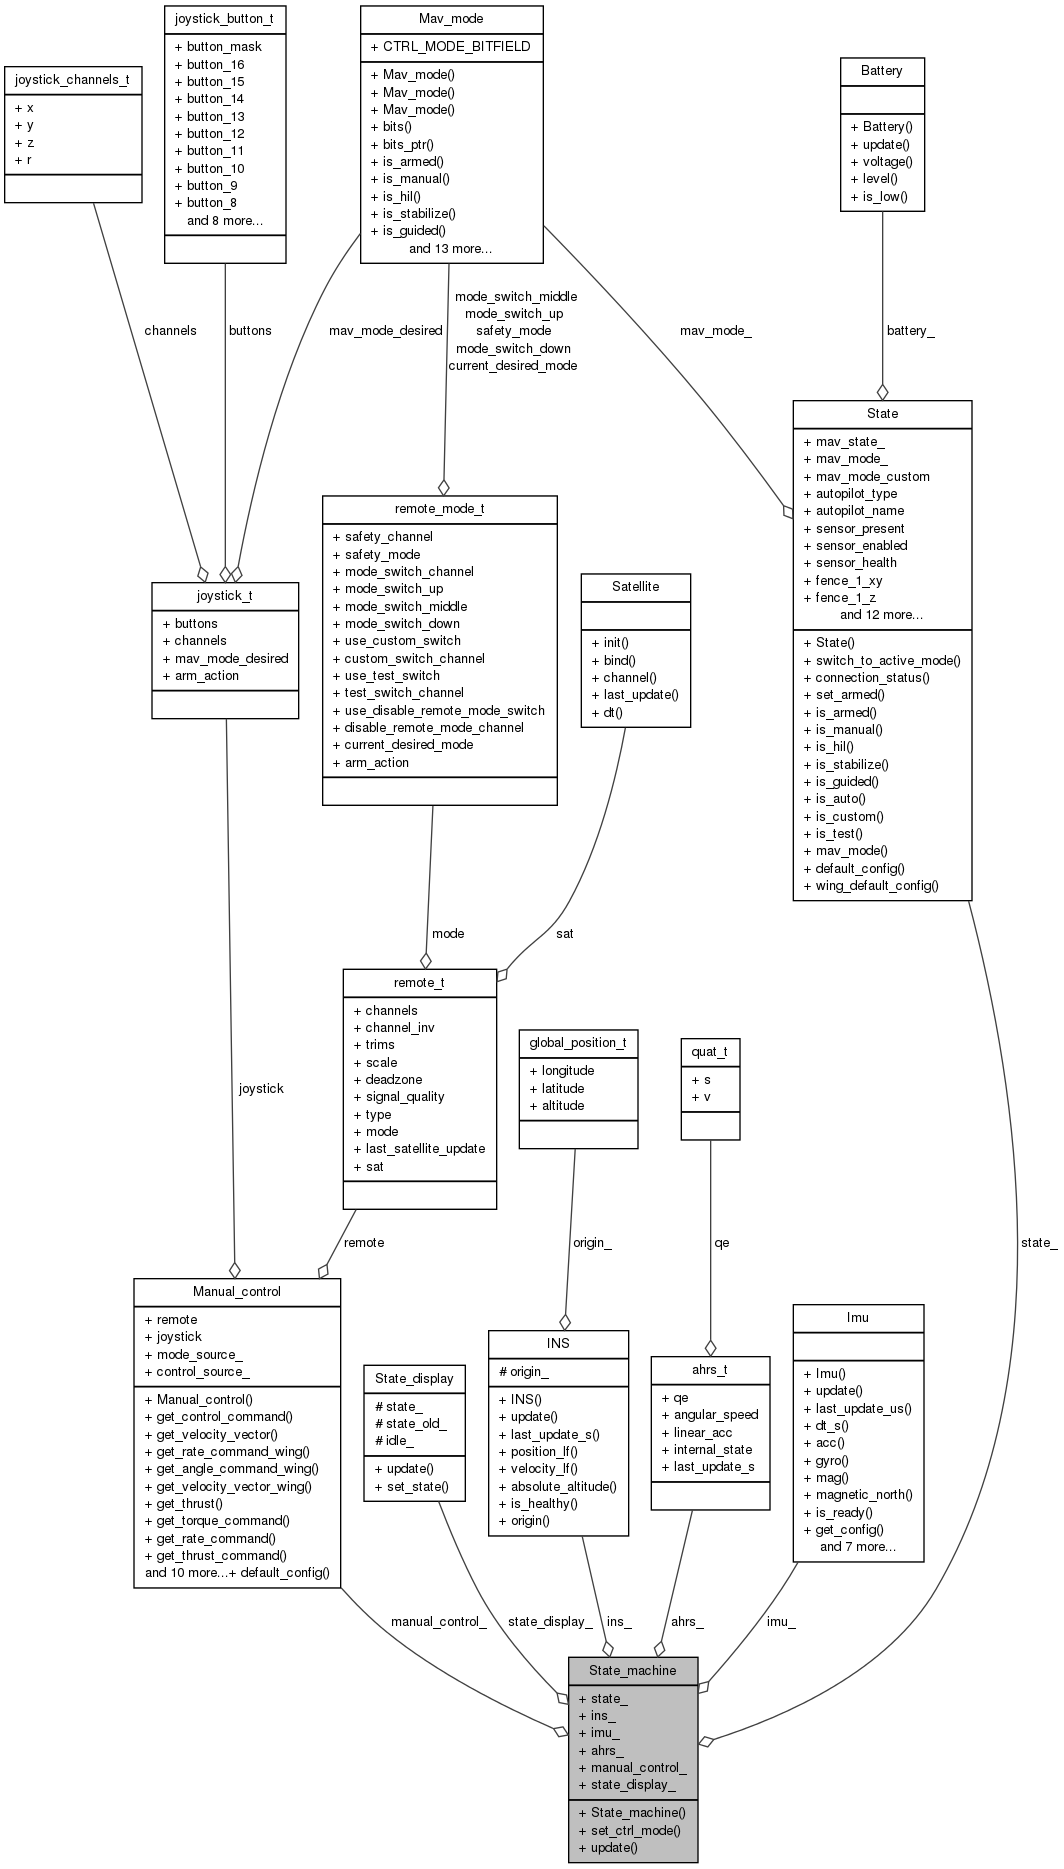 joystick_channels_t
+ x
+ y
+ z
+ r
joystick_button_t
+ button_mask
+ button_16
+ button_15
+ button_14
+ button_13
+ button_12
+ button_11
+ button_10
+ button_9
+ button_8
and 8 more...
Mav_mode
+ CTRL_MODE_BITFIELD
+ Mav_mode()
+ Mav_mode()
+ Mav_mode()
+ bits()
+ bits_ptr()
+ is_armed()
+ is_manual()
+ is_hil()
+ is_stabilize()
+ is_guided()
and 13 more...
Battery
+ Battery()
+ update()
+ voltage()
+ level()
+ is_low()
channels
buttons
mav_mode_desired
mode_switch_middle
mode_switch_up
safety_mode
mode_switch_down
current_desired_mode
mav_mode_
battery_
State
+ mav_state_
+ mav_mode_
+ mav_mode_custom
+ autopilot_type
+ autopilot_name
+ sensor_present
+ sensor_enabled
+ sensor_health
+ fence_1_xy
+ fence_1_z
and 12 more...
+ State()
+ switch_to_active_mode()
+ connection_status()
+ set_armed()
+ is_armed()
+ is_manual()
+ is_hil()
+ is_stabilize()
+ is_guided()
+ is_auto()
+ is_custom()
+ is_test()
+ mav_mode()
+ default_config()
+ wing_default_config()
remote_mode_t
+ safety_channel
+ safety_mode
+ mode_switch_channel
+ mode_switch_up
+ mode_switch_middle
+ mode_switch_down
+ use_custom_switch
+ custom_switch_channel
+ use_test_switch
+ test_switch_channel
+ use_disable_remote_mode_switch
+ disable_remote_mode_channel
+ current_desired_mode
+ arm_action
Satellite
+ init()
+ bind()
+ channel()
+ last_update()
+ dt()
joystick_t
+ buttons
+ channels
+ mav_mode_desired
+ arm_action
mode
sat
remote_t
+ channels
+ channel_inv
+ trims
+ scale
+ deadzone
+ signal_quality
+ type
+ mode
+ last_satellite_update
+ sat
global_position_t
+ longitude
+ latitude
+ altitude
quat_t
+ s
+ v
joystick
remote
origin_
qe
state_
Manual_control
+ remote
+ joystick
+ mode_source_
+ control_source_
+ Manual_control()
+ get_control_command()
+ get_velocity_vector()
+ get_rate_command_wing()
+ get_angle_command_wing()
+ get_velocity_vector_wing()
+ get_thrust()
+ get_torque_command()
+ get_rate_command()
+ get_thrust_command()
and 10 more...+ default_config()
State_display
# state_
# state_old_
# idle_
+ update()
+ set_state()
INS
# origin_
+ INS()
+ update()
+ last_update_s()
+ position_lf()
+ velocity_lf()
+ absolute_altitude()
+ is_healthy()
+ origin()
ahrs_t
+ qe
+ angular_speed
+ linear_acc
+ internal_state
+ last_update_s
Imu
+ Imu()
+ update()
+ last_update_us()
+ dt_s()
+ acc()
+ gyro()
+ mag()
+ magnetic_north()
+ is_ready()
+ get_config()
and 7 more...
manual_control_
state_display_
ins_
ahrs_
imu_
State_machine
+ state_
+ ins_
+ imu_
+ ahrs_
+ manual_control_
+ state_display_
+ State_machine()
+ set_ctrl_mode()
+ update()